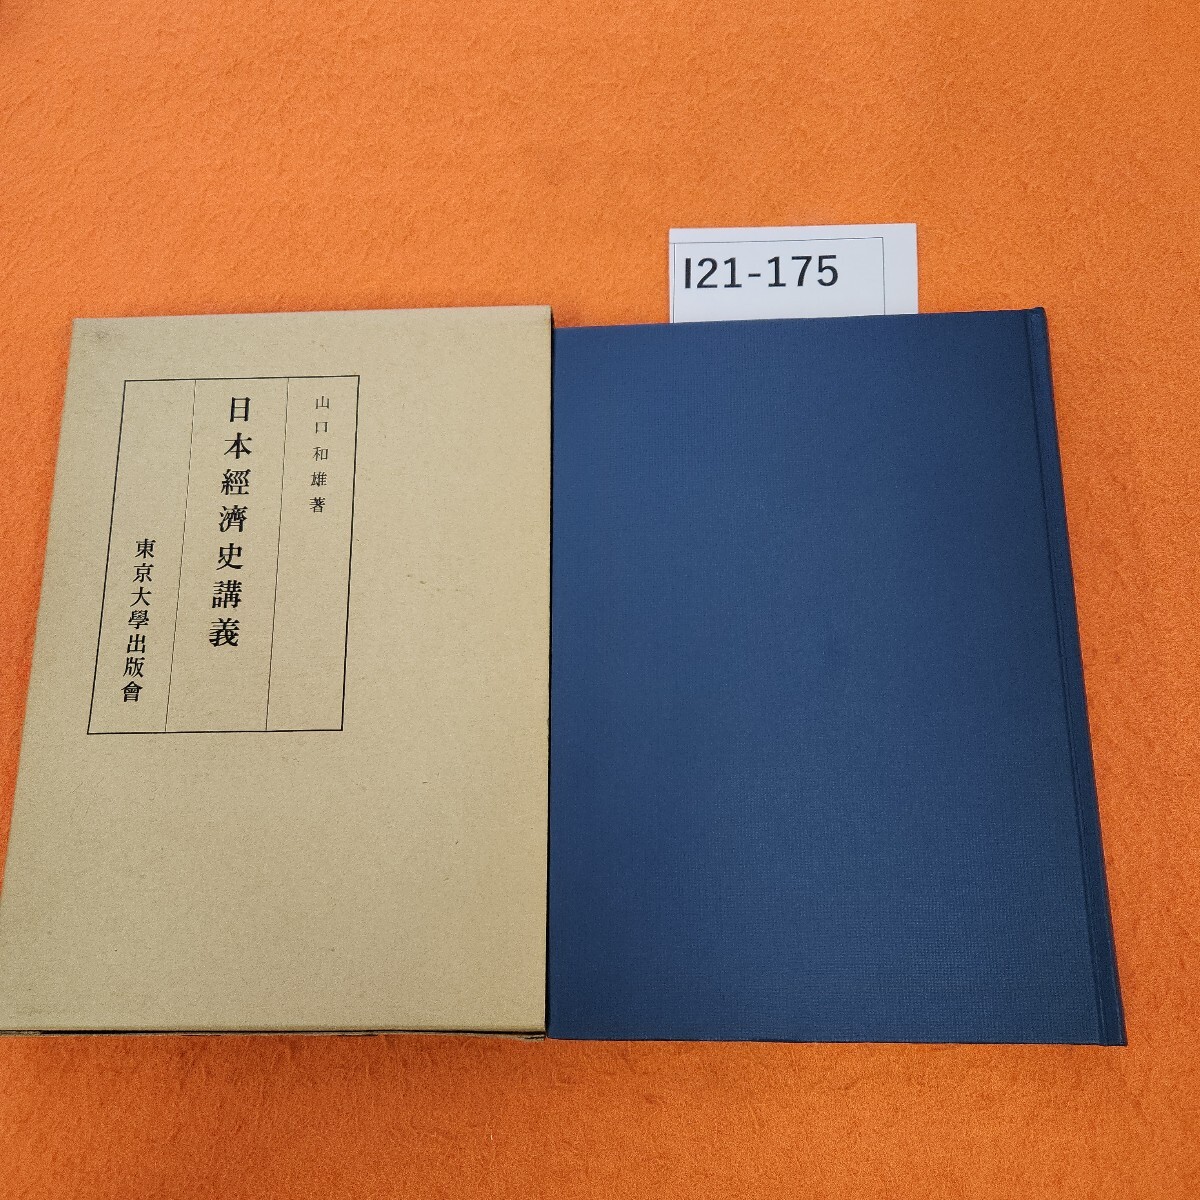 I21-175
山口和雄著
日本經濟史講義
東京大學出版會